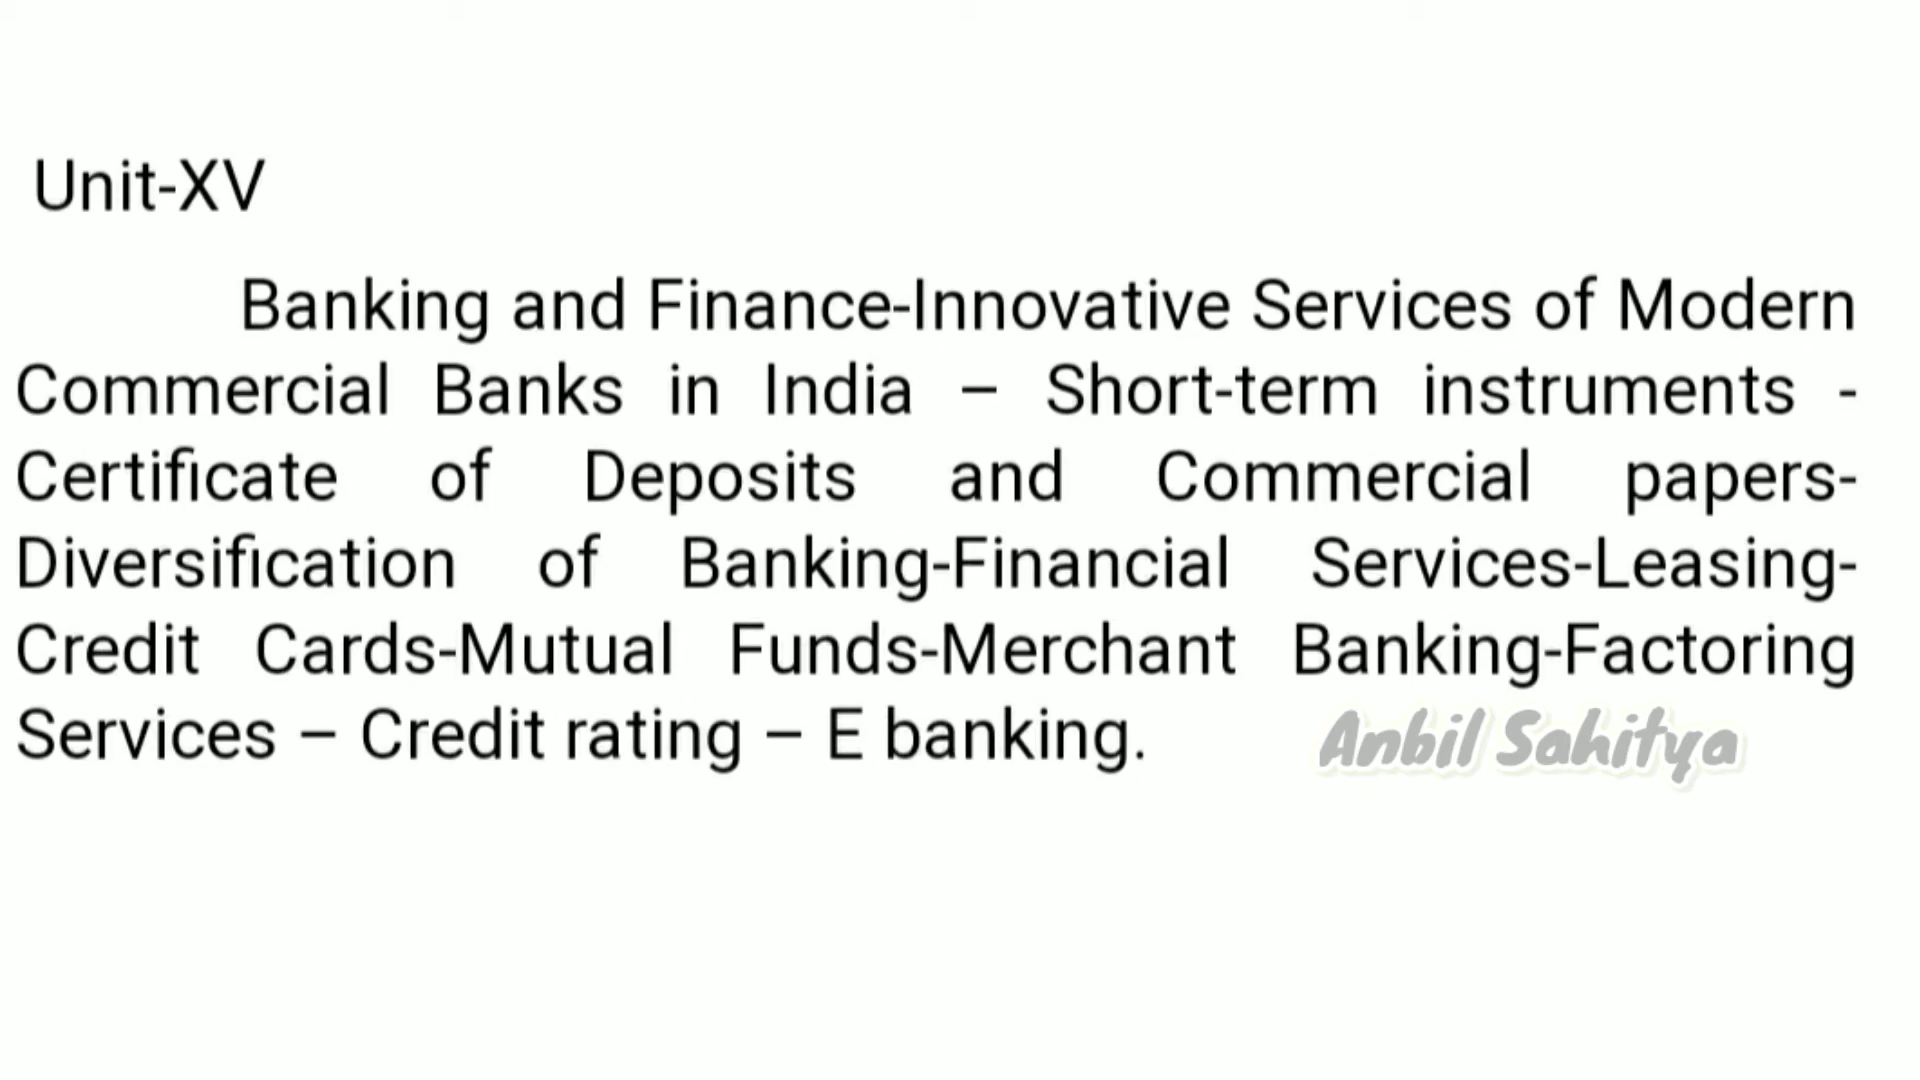 Unit-XV
Banking and Finance-Innovative Services of Modern
Commercial Banks in India – Short-term instruments -
Certificate of Deposits and Commercial papers-
Diversification of Banking-Financial Services-Leasing-
Credit Cards-Mutual Funds-Merchant Banking-Factoring
Services – Credit rating – E banking.
Anbil Sahitya